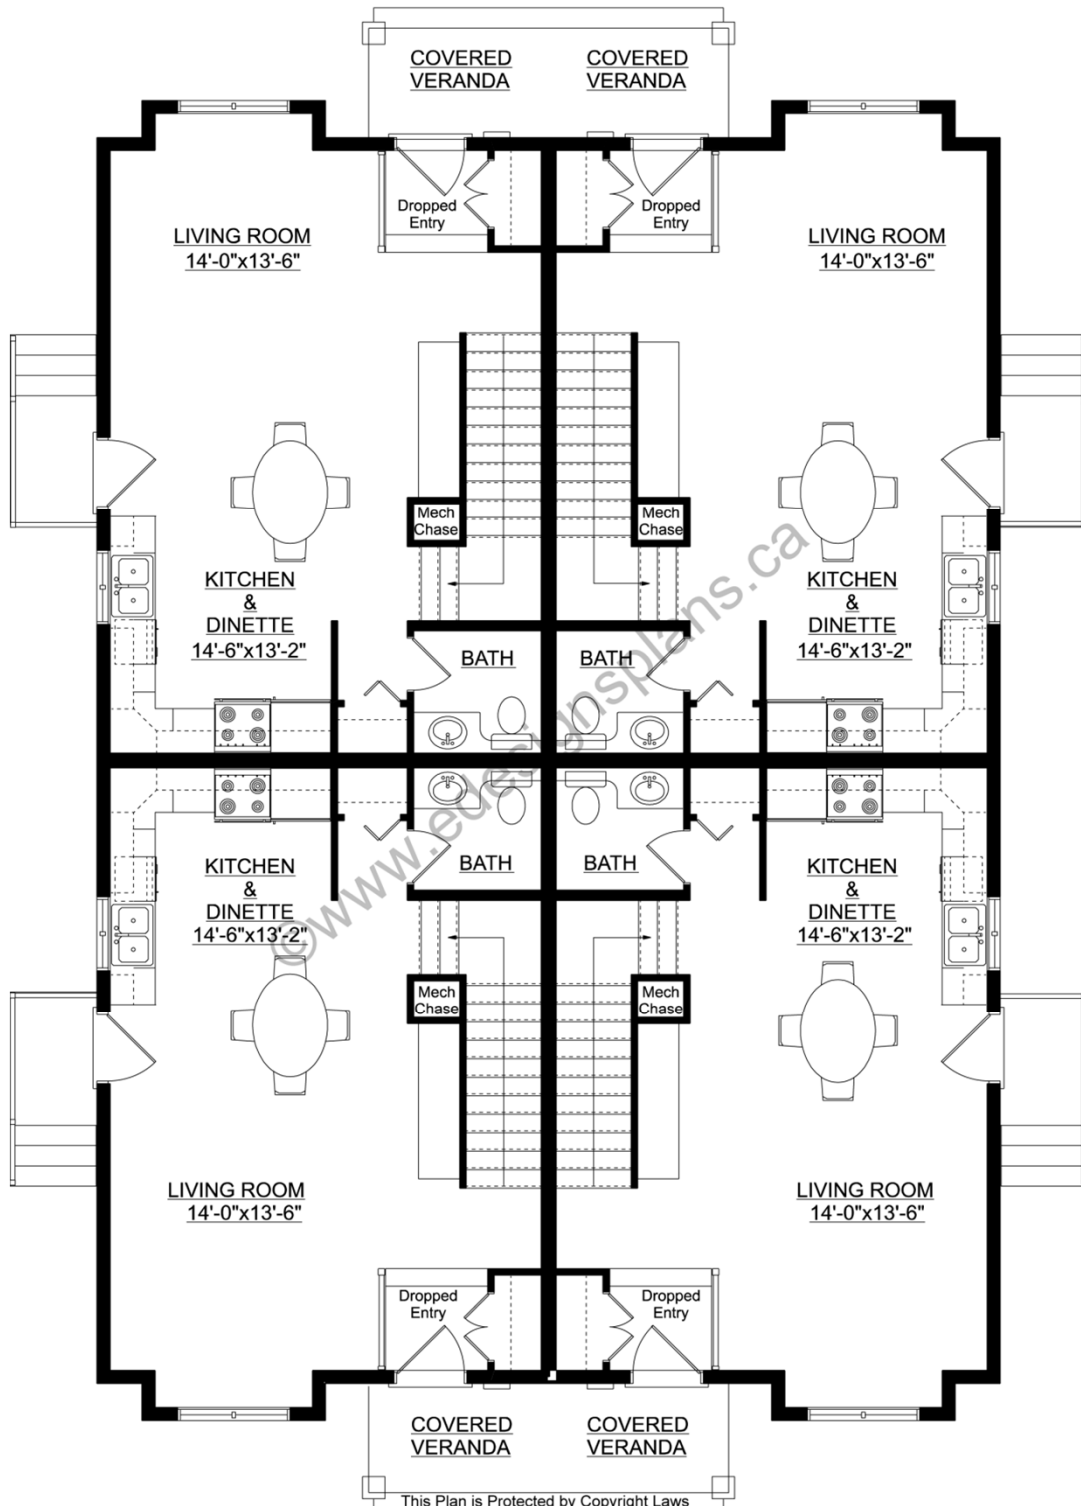 COVERED COVERED
VERANDA VERANDA
Dropped Dropped
Entry Entry
LIVING ROOM LIVING ROOM
14'-0"x13'-6" 14'-0"x13'-6"
Mech Mech
Chase Chase
KITCHEN KITCHEN
& &
DINETTE DINETTE
14'-6"x13'-2" 14'-6"x13'-2"
BATH BATH
©www.edesignsplans.ca
BATH BATH
KITCHEN KITCHEN
& &
DINETTE DINETTE
14'-6"x13'-2" 14'-6"x13'-2"
Mech Mech
Chase Chase
LIVING ROOM LIVING ROOM
14'-0"x13'-6" 14'-0"x13'-6"
Dropped Dropped
Entry Entry
COVERED COVERED
VERANDA VERANDA
This Plan is Protected by Copyright Laws